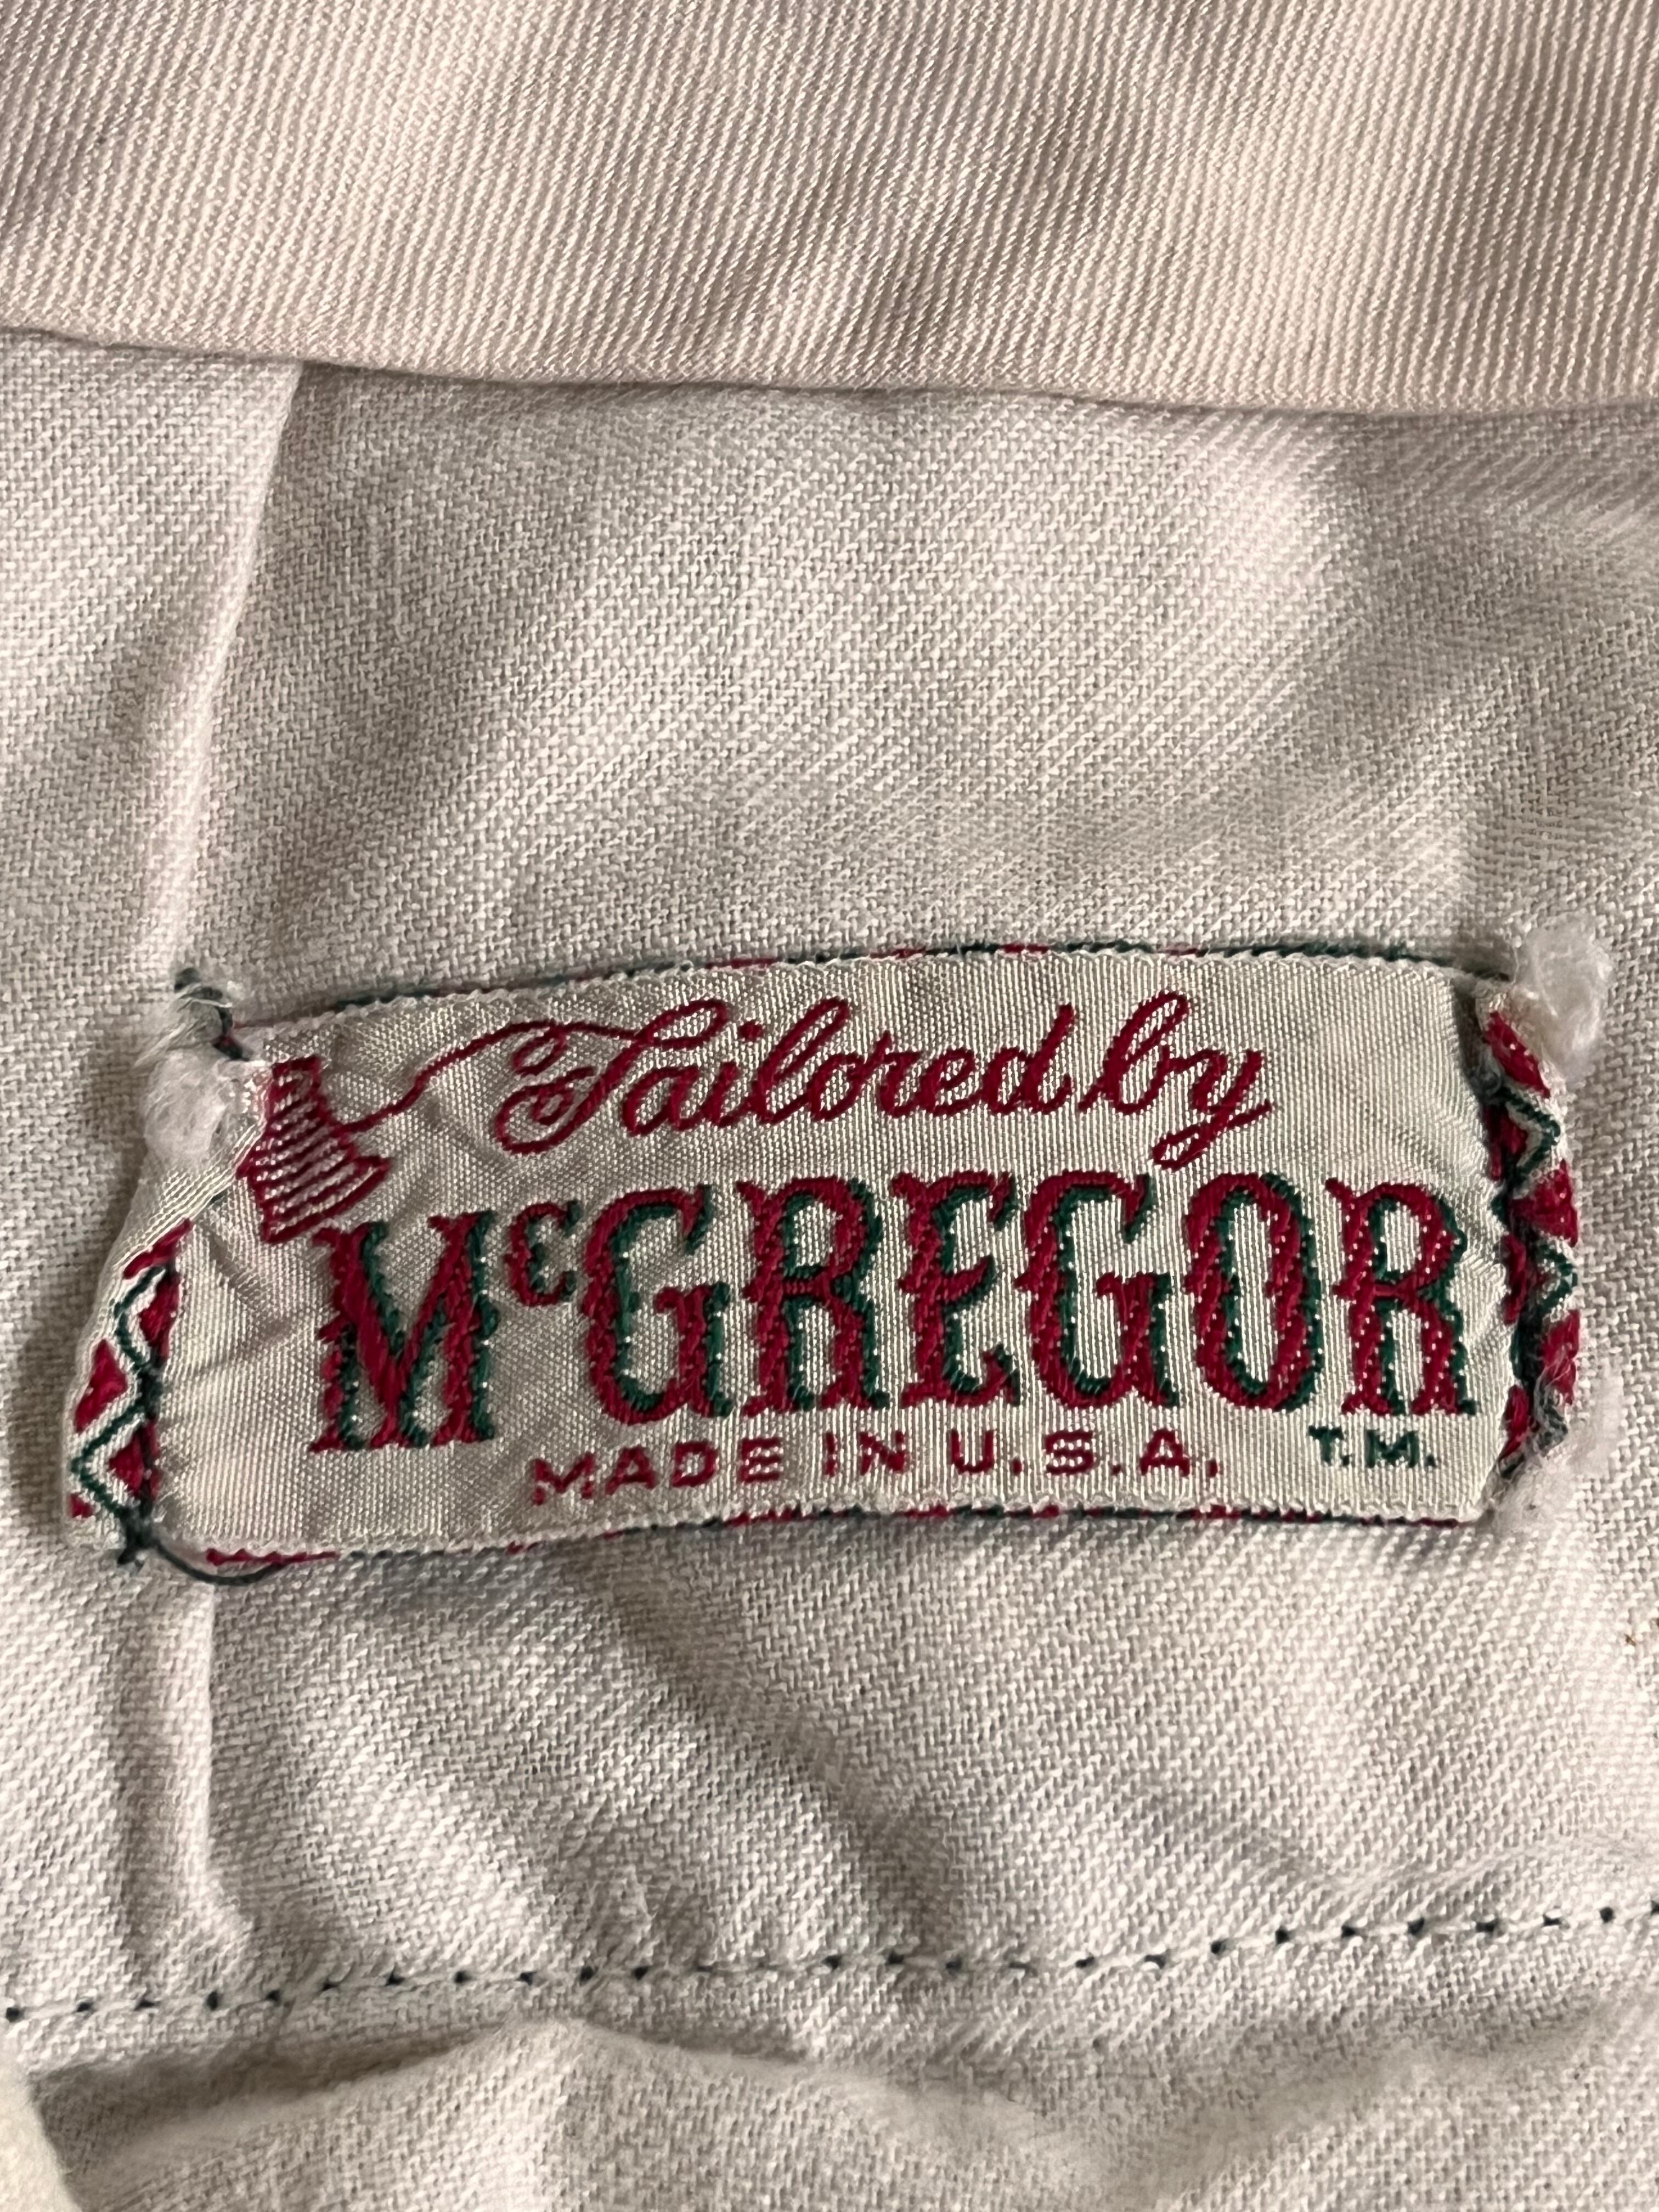 Tailored by
McGREGOR
MADE IN U.S.A. T.M.